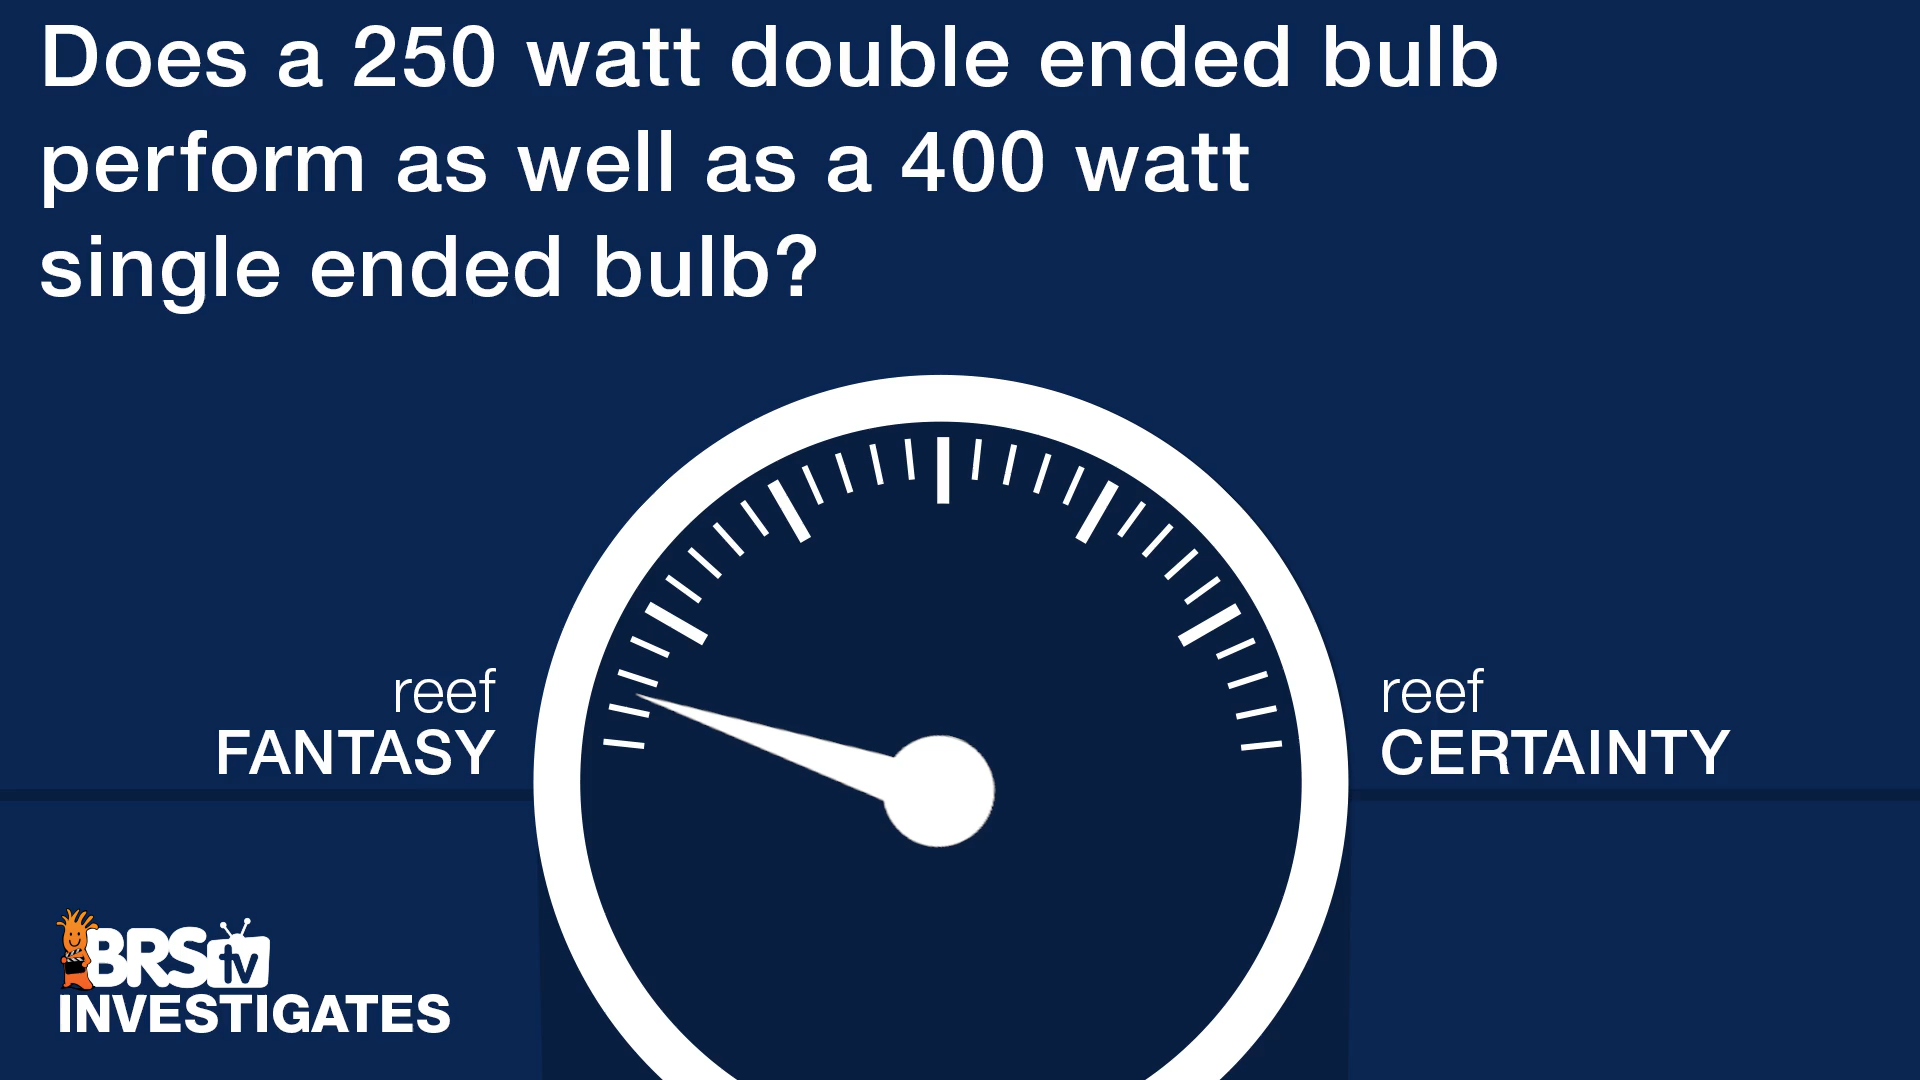 Does a 250 watt double ended bulb
perform as well as a 400 watt
single ended bulb?
reef
FANTASY
reef
CERTAINTY
BRStv
INVESTIGATES